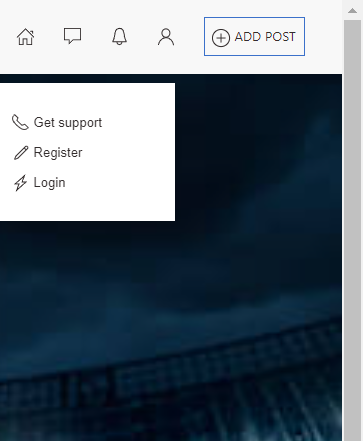 ADD POST
Get support
Register
Login